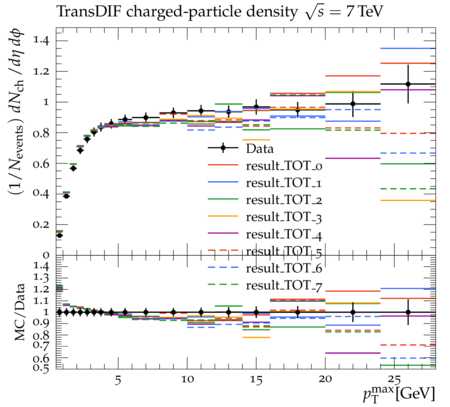 TransDIF charged-particle density √s = 7 TeV
(1/N_events) dN_ch/dη dϕ
1.4
1.2
1
0.8
0.6
0.4
0.2
0
Data
result_TOT_0
result_TOT_1
result_TOT_2
result_TOT_3
result_TOT_4
result_TOT_5
result_TOT_6
result_TOT_7
MC/Data
1.4
1.3
1.2
1.1
1
0.9
0.8
0.7
0.6
0.5
5 10 15 20 25
p_T^max[GeV]